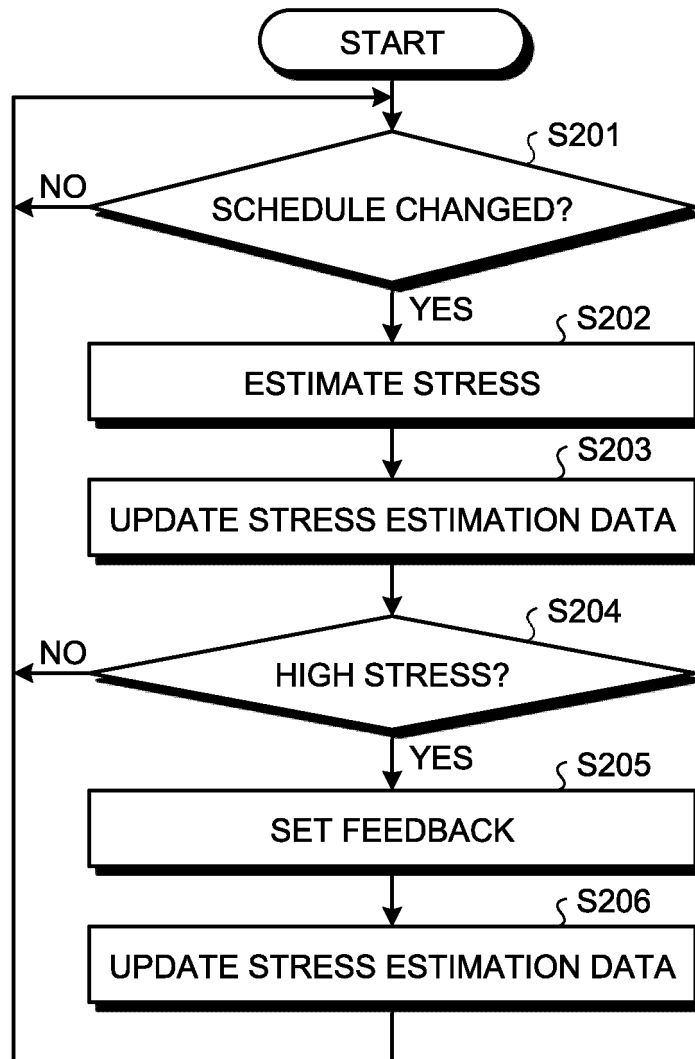 START
S201
NO
SCHEDULE CHANGED?
YES
S202
ESTIMATE STRESS
S203
UPDATE STRESS ESTIMATION DATA
S204
NO
HIGH STRESS?
YES
S205
SET FEEDBACK
S206
UPDATE STRESS ESTIMATION DATA